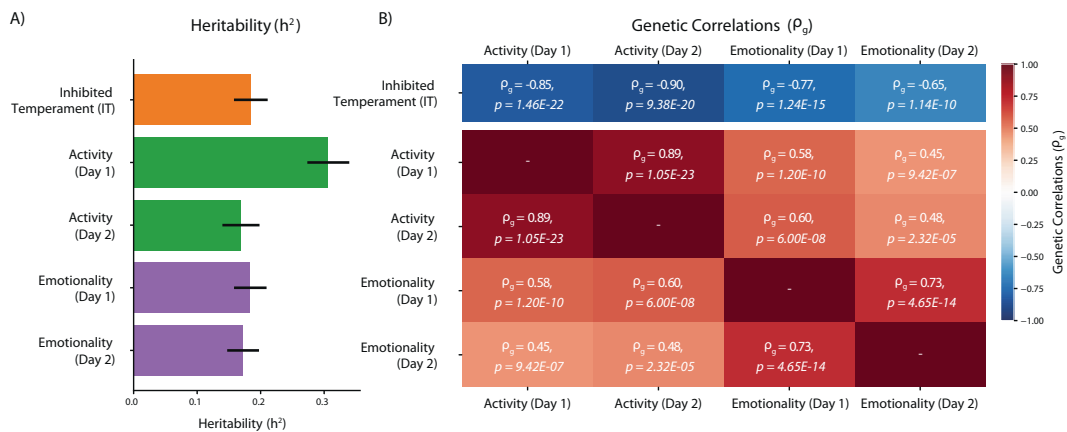 A)
Heritability (h²)
Inhibited
Temperament (IT)
Activity
(Day 1)
Activity
(Day 2)
Emotionality
(Day 1)
Emotionality
(Day 2)
0.0
0.1
0.2
0.3
Heritability (h²)
B)
Genetic Correlations (ρg)
Activity (Day 1)
Activity (Day 2)
Emotionality (Day 1)
Emotionality (Day 2)
Inhibited
Temperament (IT)
ρg = -0.85,
p = 1.46E-22
ρg = -0.90,
p = 9.38E-20
ρg = -0.77,
p = 1.24E-15
ρg = -0.65,
p = 1.14E-10
Activity
(Day 1)
-
ρg = 0.89,
p = 1.05E-23
ρg = 0.58,
p = 1.20E-10
ρg = 0.45,
p = 9.42E-07
Activity
(Day 2)
ρg = 0.89,
p = 1.05E-23
-
ρg = 0.60,
p = 6.00E-08
ρg = 0.48,
p = 2.32E-05
Emotionality
(Day 1)
ρg = 0.58,
p = 1.20E-10
ρg = 0.60,
p = 6.00E-08
-
ρg = 0.73,
p = 4.65E-14
Emotionality
(Day 2)
ρg = 0.45,
p = 9.42E-07
ρg = 0.48,
p = 2.32E-05
ρg = 0.73,
p = 4.65E-14
-
Activity (Day 1)
Activity (Day 2)
Emotionality (Day 1)
Emotionality (Day 2)
1.00
0.75
0.50
0.25
0.00
−0.25
−0.50
−0.75
−1.00
Genetic Correlations (ρg)